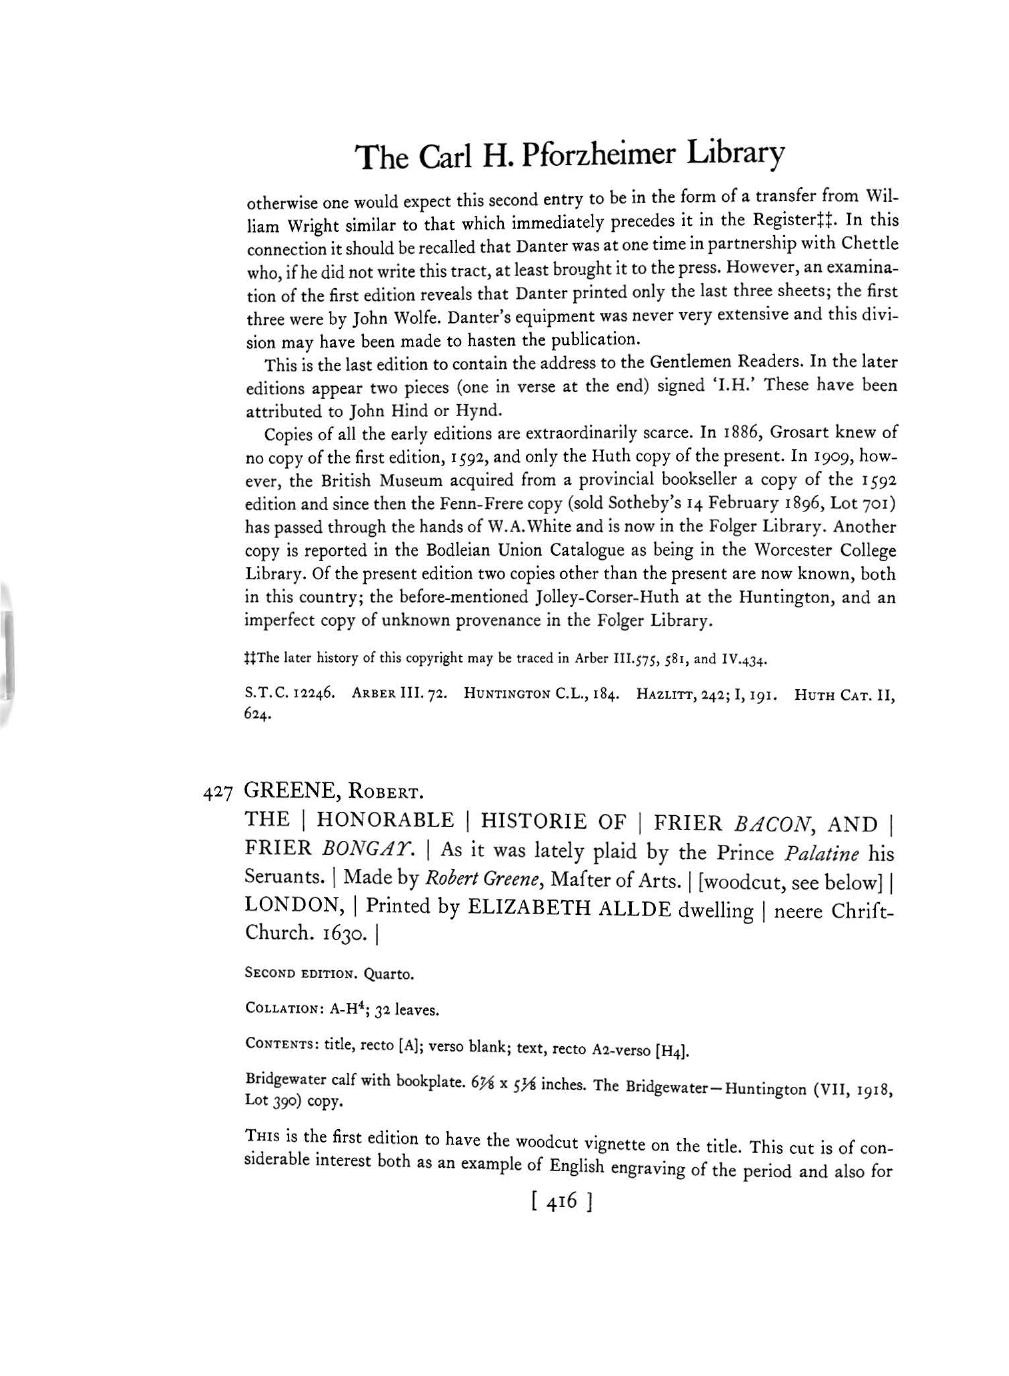 The Carl H. Pforzheimer Library
otherwise one would expect this second entry to be in the form of a transfer from Wil-
liam Wright similar to that which immediately precedes it in the Register‡‡. In this
connection it should be recalled that Danter was at one time in partnership with Chettle
who, if he did not write this tract, at least brought it to the press. However, an examina-
tion of the first edition reveals that Danter printed only the last three sheets; the first
three were by John Wolfe. Danter's equipment was never very extensive and this divi-
sion may have been made to hasten the publication.
This is the last edition to contain the address to the Gentlemen Readers. In the later
editions appear two pieces (one in verse at the end) signed 'I.H.' These have been
attributed to John Hind or Hynd.
Copies of all the early editions are extraordinarily scarce. In 1886, Grosart knew of
no copy of the first edition, 1592, and only the Huth copy of the present. In 1909, how-
ever, the British Museum acquired from a provincial bookseller a copy of the 1592
edition and since then the Fenn-Frere copy (sold Sotheby's 14 February 1896, Lot 701)
has passed through the hands of W.A.White and is now in the Folger Library. Another
copy is reported in the Bodleian Union Catalogue as being in the Worcester College
Library. Of the present edition two copies other than the present are now known, both
in this country; the before-mentioned Jolley-Corser-Huth at the Huntington, and an
imperfect copy of unknown provenance in the Folger Library.
‡‡The later history of this copyright may be traced in Arber III.575, 581, and IV.434.
S.T.C. 12246. ARBER III. 72. HUNTINGTON C.L., 184. HAZLITT, 242; I, 191. HUTH CAT. II,
624.
427 GREENE, ROBERT.
THE | HONORABLE | HISTORIE OF | FRIER BACON, AND |
FRIER BONGAY. | As it was lately plaid by the Prince Palatine his
Seruants. | Made by Robert Greene, Maſter of Arts. | [woodcut, see below] |
LONDON, | Printed by ELIZABETH ALLDE dwelling | neere Chriſt-
Church. 1630. |
SECOND EDITION. Quarto.
COLLATION: A-H⁴; 32 leaves.
CONTENTS: title, recto [A]; verso blank; text, recto A2-verso [H4].
Bridgewater calf with bookplate. 6⅞ x 5⅛ inches. The Bridgewater—Huntington (VII, 1918,
Lot 390) copy.
THIS is the first edition to have the woodcut vignette on the title. This cut is of con-
siderable interest both as an example of English engraving of the period and also for
[ 416 ]